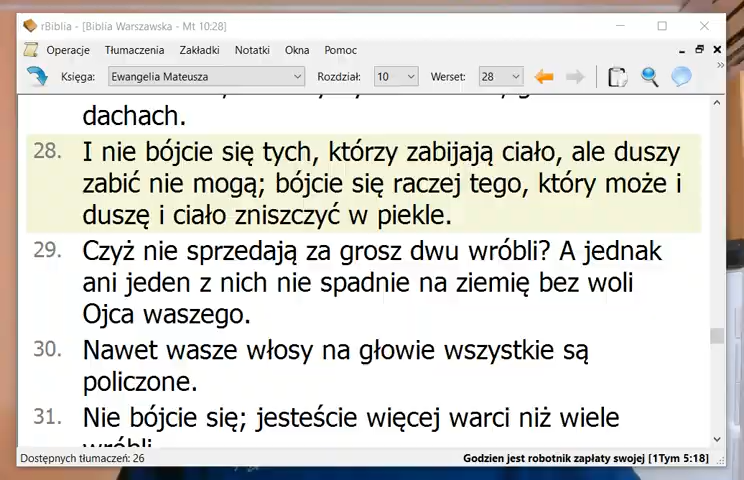 rBiblia - [Biblia Warszawska - Mt 10:28]
Operacje Tłumaczenia Zakładki Notatki Okna Pomoc
Księga: Ewangelia Mateusza Rozdział: 10 Werset: 28
dachach.
28. I nie bójcie się tych, którzy zabijają ciało, ale duszy
zabić nie mogą; bójcie się raczej tego, który może i
duszę i ciało zniszczyć w piekle.
29. Czyż nie sprzedają za grosz dwu wróbli? A jednak
ani jeden z nich nie spadnie na ziemię bez woli
Ojca waszego.
30. Nawet wasze włosy na głowie wszystkie są
policzone.
31. Nie bójcie się; jesteście więcej warci niż wiele
wróbli.
Dostępnych tłumaczeń: 26 Godzien jest robotnik zapłaty swojej [1Tym 5:18]